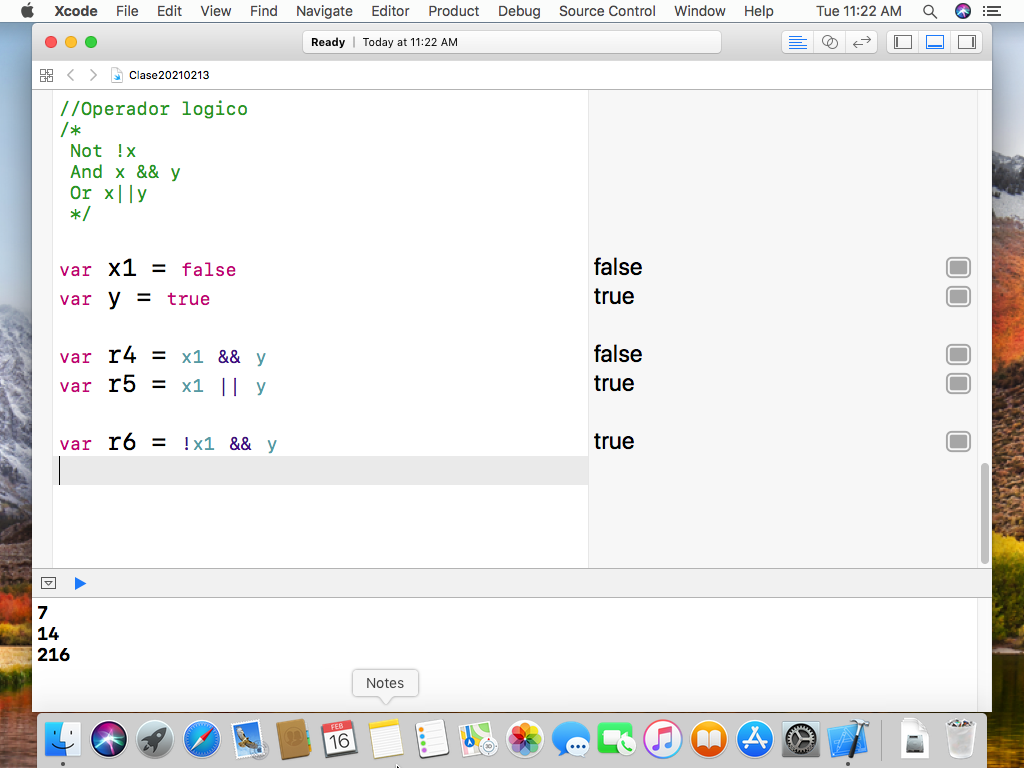 Xcode File Edit View Find Navigate Editor Product Debug Source Control Window Help Tue 11:22 AM
Ready | Today at 11:22 AM
Clase20210213
//Operador logico
/*
Not !x
And x && y
Or x||y
*/
var x1 = false false
var y = true true
var r4 = x1 && y false
var r5 = x1 || y true
var r6 = !x1 && y true
7
14
216
Notes
FEB
16